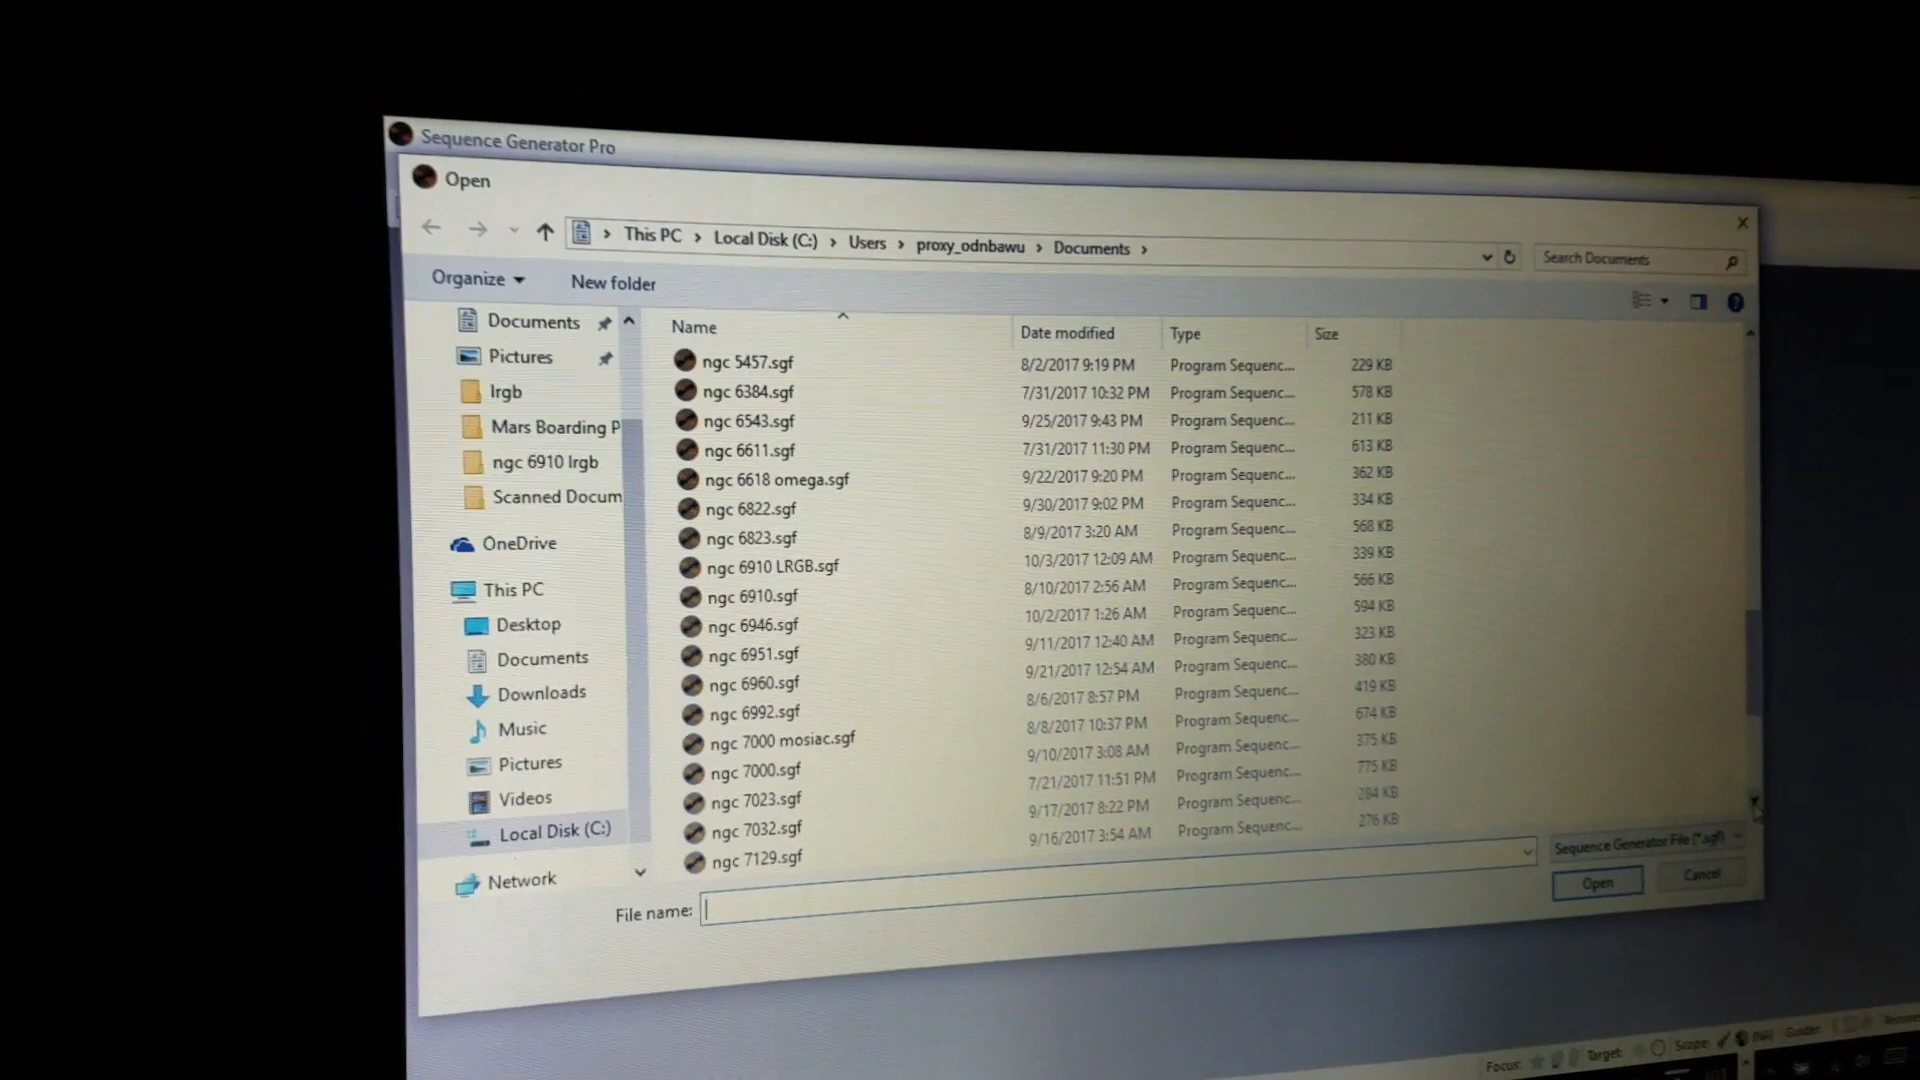 Sequence Generator Pro
Open
This PC > Local Disk (C:) > Users > proxy_odnbawu > Documents >
Search Documents
Organize
New folder
Documents
Pictures
lrgb
Mars Boarding P
ngc 6910 lrgb
Scanned Docum
OneDrive
This PC
Desktop
Documents
Downloads
Music
Pictures
Videos
Local Disk (C:)
Network
Name Date modified Type Size
ngc 5457.sgf 8/2/2017 9:19 PM Program Sequenc... 229 KB
ngc 6384.sgf 7/31/2017 10:32 PM Program Sequenc... 578 KB
ngc 6543.sgf 9/25/2017 9:43 PM Program Sequenc... 211 KB
ngc 6611.sgf 7/31/2017 11:30 PM Program Sequenc... 613 KB
ngc 6618 omega.sgf 9/22/2017 9:20 PM Program Sequenc... 362 KB
ngc 6822.sgf 9/30/2017 9:02 PM Program Sequenc... 334 KB
ngc 6823.sgf 8/9/2017 3:20 AM Program Sequenc... 568 KB
ngc 6910 LRGB.sgf 10/3/2017 12:09 AM Program Sequenc... 339 KB
ngc 6910.sgf 8/10/2017 2:56 AM Program Sequenc... 566 KB
ngc 6946.sgf 10/2/2017 1:26 AM Program Sequenc... 594 KB
ngc 6951.sgf 9/11/2017 12:40 AM Program Sequenc... 323 KB
ngc 6960.sgf 9/21/2017 12:54 AM Program Sequenc... 380 KB
ngc 6992.sgf 8/6/2017 8:57 PM Program Sequenc... 419 KB
ngc 7000 mosiac.sgf 8/8/2017 10:37 PM Program Sequenc... 674 KB
ngc 7000.sgf 9/10/2017 3:08 AM Program Sequenc... 375 KB
ngc 7023.sgf 7/21/2017 11:51 PM Program Sequenc... 775 KB
ngc 7032.sgf 9/17/2017 8:22 PM Program Sequenc... 284 KB
ngc 7129.sgf 9/16/2017 3:54 AM Program Sequenc... 276 KB
File name:
Sequence Generator File (*.sgf)
Open
Cancel
Focus: Target: Scope: Guider: